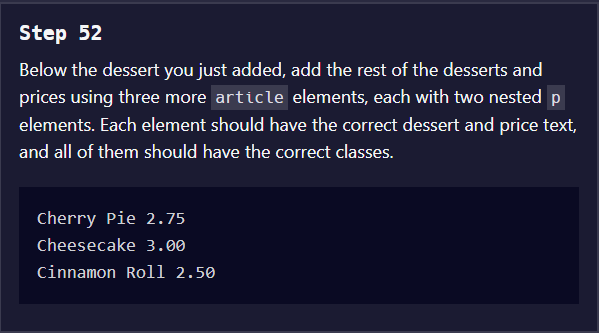 Step 52
Below the dessert you just added, add the rest of the desserts and
prices using three more article elements, each with two nested p
elements. Each element should have the correct dessert and price text,
and all of them should have the correct classes.
Cherry Pie 2.75
Cheesecake 3.00
Cinnamon Roll 2.50